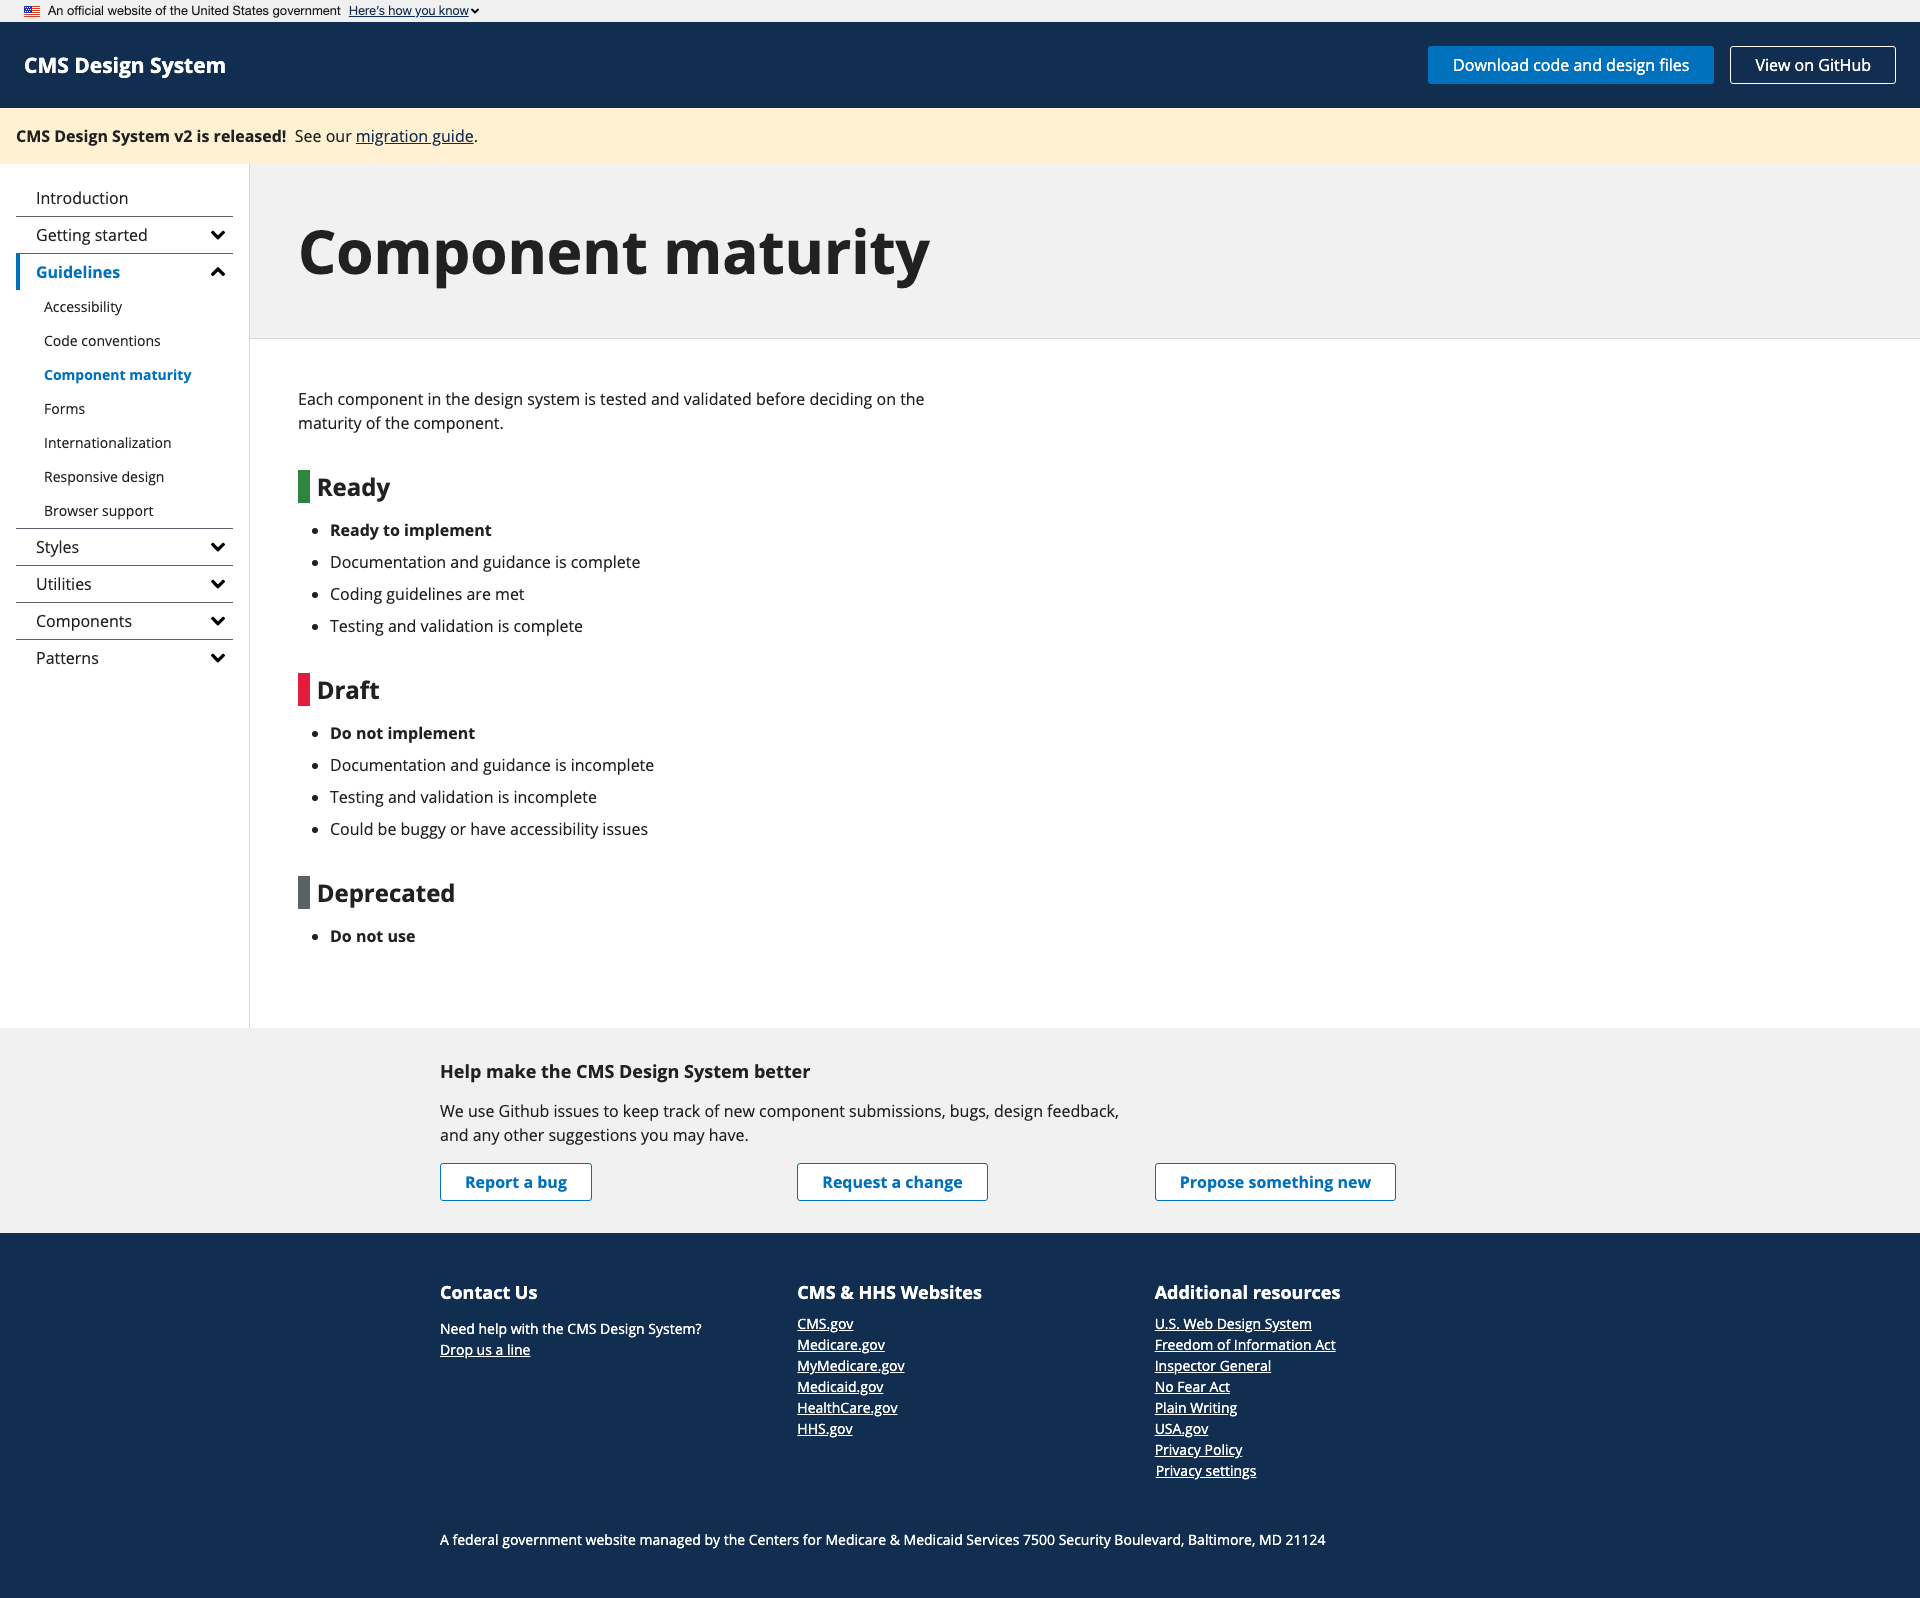 An official website of the United States government Here's how you know
CMS Design System
Download code and design files
View on GitHub
CMS Design System v2 is released! See our migration guide.
Introduction
Getting started
Guidelines
Accessibility
Code conventions
Component maturity
Forms
Internationalization
Responsive design
Browser support
Styles
Utilities
Components
Patterns
Component maturity
Each component in the design system is tested and validated before deciding on the
maturity of the component.
Ready
Ready to implement
Documentation and guidance is complete
Coding guidelines are met
Testing and validation is complete
Draft
Do not implement
Documentation and guidance is incomplete
Testing and validation is incomplete
Could be buggy or have accessibility issues
Deprecated
Do not use
Help make the CMS Design System better
We use Github issues to keep track of new component submissions, bugs, design feedback,
and any other suggestions you may have.
Report a bug
Request a change
Propose something new
Contact Us
Need help with the CMS Design System?
Drop us a line
CMS & HHS Websites
CMS.gov
Medicare.gov
MyMedicare.gov
Medicaid.gov
HealthCare.gov
HHS.gov
Additional resources
U.S. Web Design System
Freedom of Information Act
Inspector General
No Fear Act
Plain Writing
USA.gov
Privacy Policy
Privacy settings
A federal government website managed by the Centers for Medicare & Medicaid Services 7500 Security Boulevard, Baltimore, MD 21124